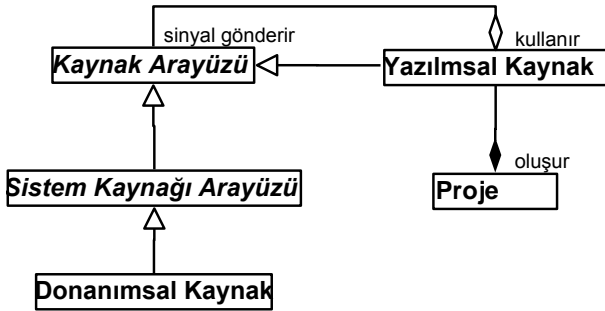 sinyal gönderir
kullanır
Kaynak Arayüzü
Yazılmsal Kaynak
oluşur
Sistem Kaynağı Arayüzü
Proje
Donanımsal Kaynak